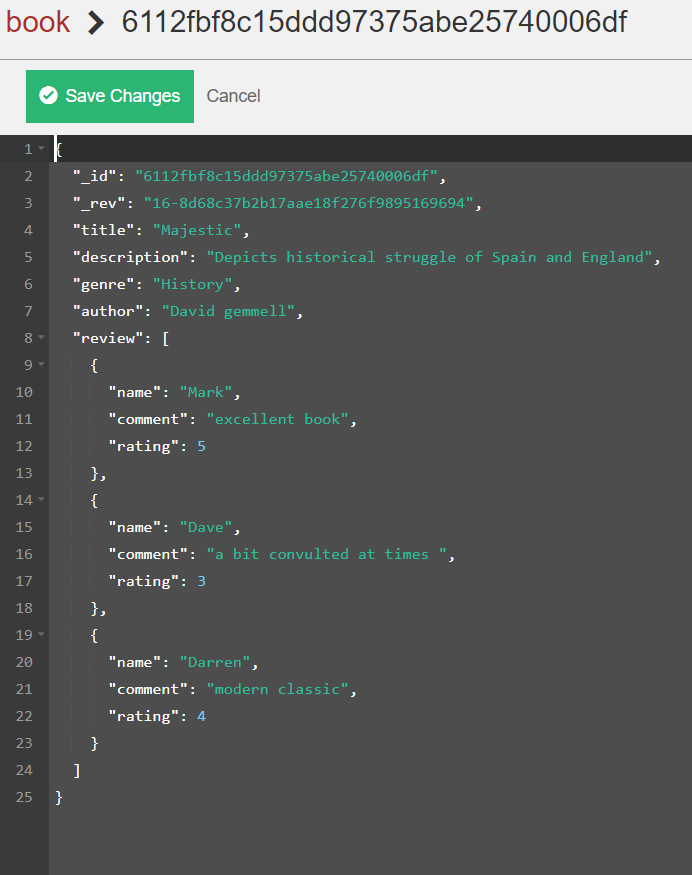 book > 6112fbf8c15ddd97375abe25740006df
Save Changes Cancel
1 {
2 "_id": "6112fbf8c15ddd97375abe25740006df",
3 "_rev": "16-8d68c37b2b17aae18f276f9895169694",
4 "title": "Majestic",
5 "description": "Depicts historical struggle of Spain and England",
6 "genre": "History",
7 "author": "David gemmell",
8 "review": [
9 {
10 "name": "Mark",
11 "comment": "excellent book",
12 "rating": 5
13 },
14 {
15 "name": "Dave",
16 "comment": "a bit convulted at times ",
17 "rating": 3
18 },
19 {
20 "name": "Darren",
21 "comment": "modern classic",
22 "rating": 4
23 }
24 ]
25 }